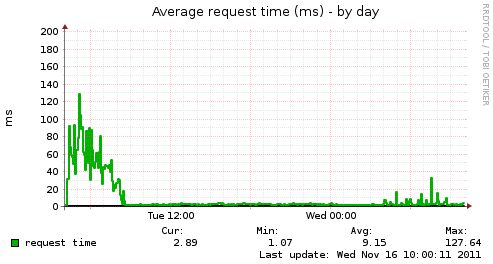 Average request time (ms) - by day
RRDTOOL / TOBI OETIKER
ms
200
180
160
140
120
100
80
60
40
20
0
Tue 12:00 Wed 00:00
Cur: Min: Avg: Max:
request time 2.89 1.07 9.15 127.64
Last update: Wed Nov 16 10:00:11 2011